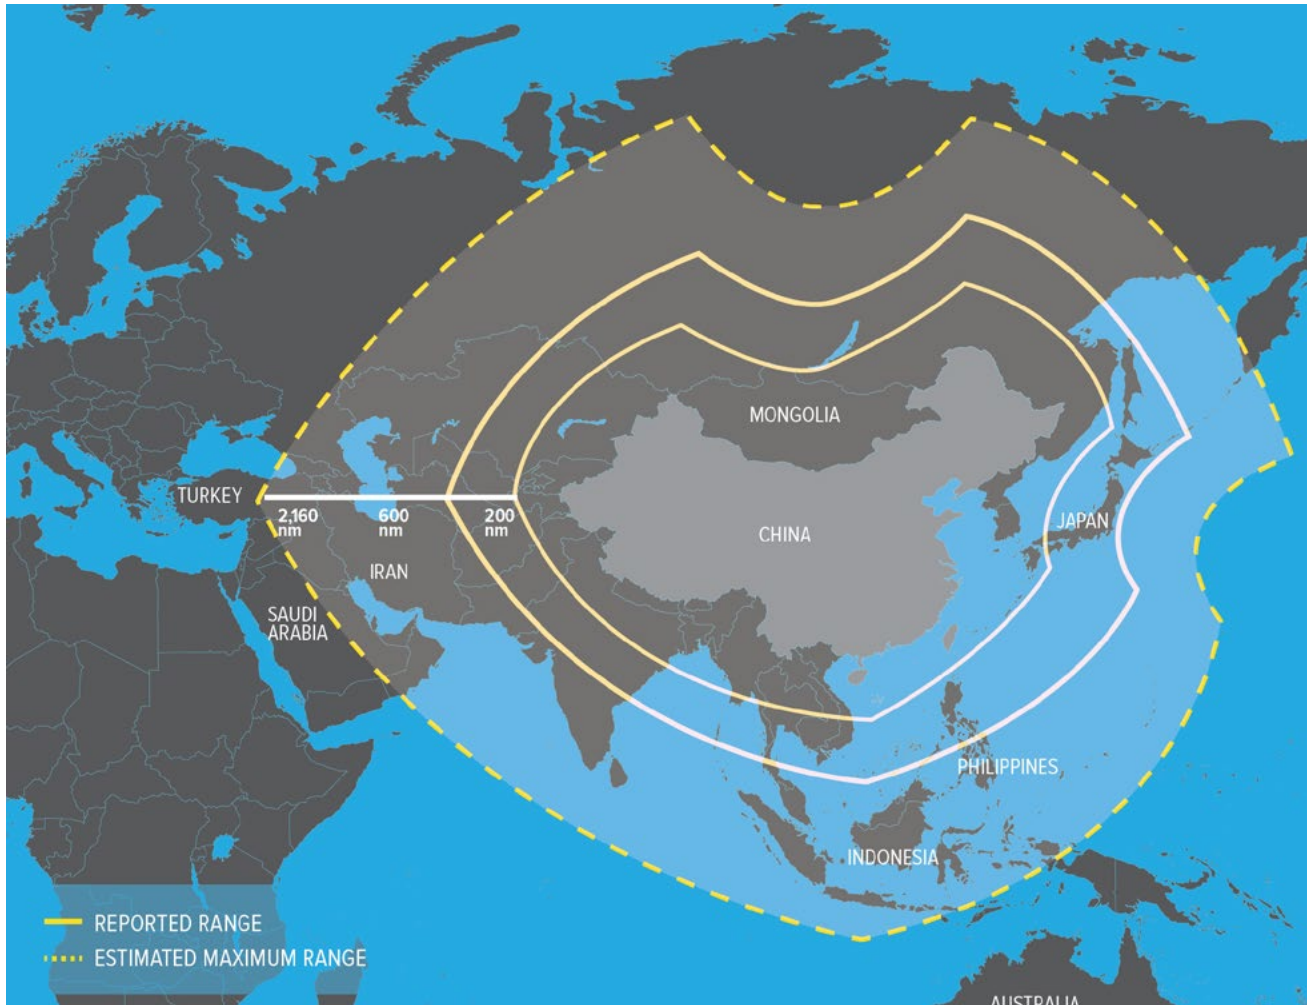 MONGOLIA
TURKEY
2,160
nm
600
nm
200
nm
CHINA
JAPAN
IRAN
SAUDI
ARABIA
PHILIPPINES
INDONESIA
REPORTED RANGE
ESTIMATED MAXIMUM RANGE
AUSTRALIA